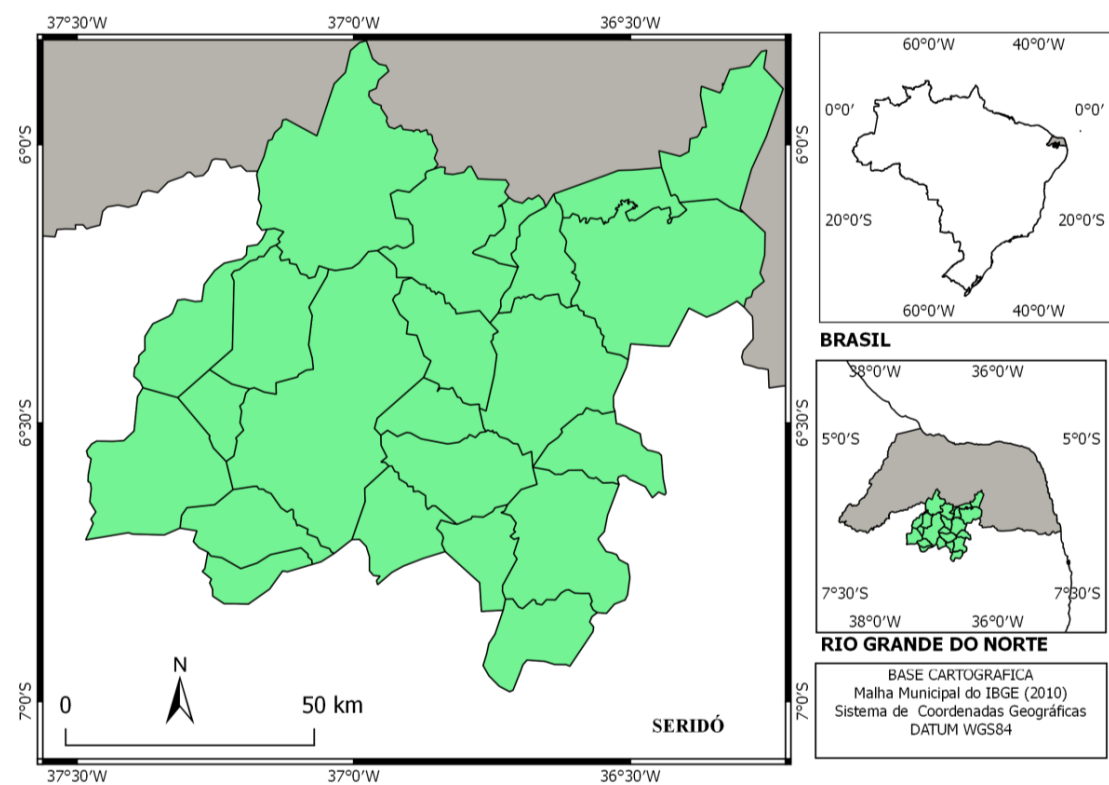 37°30'W
37°0'W
36°30'W
6°0'S
6°0'S
6°30'S
6°30'S
7°0'S
7°0'S
N
0
50 km
SERIDÓ
37°30'W
37°0'W
36°30'W
60°0'W
40°0'W
0°0'
0°0'
20°0'S
20°0'S
60°0'W
40°0'W
BRASIL
38°0'W
36°0'W
5°0'S
5°0'S
7°30'S
7°30'S
38°0'W
36°0'W
RIO GRANDE DO NORTE
BASE CARTOGRAFICA
Malha Municipal do IBGE (2010)
Sistema de Coordenadas Geográficas
DATUM WGS84